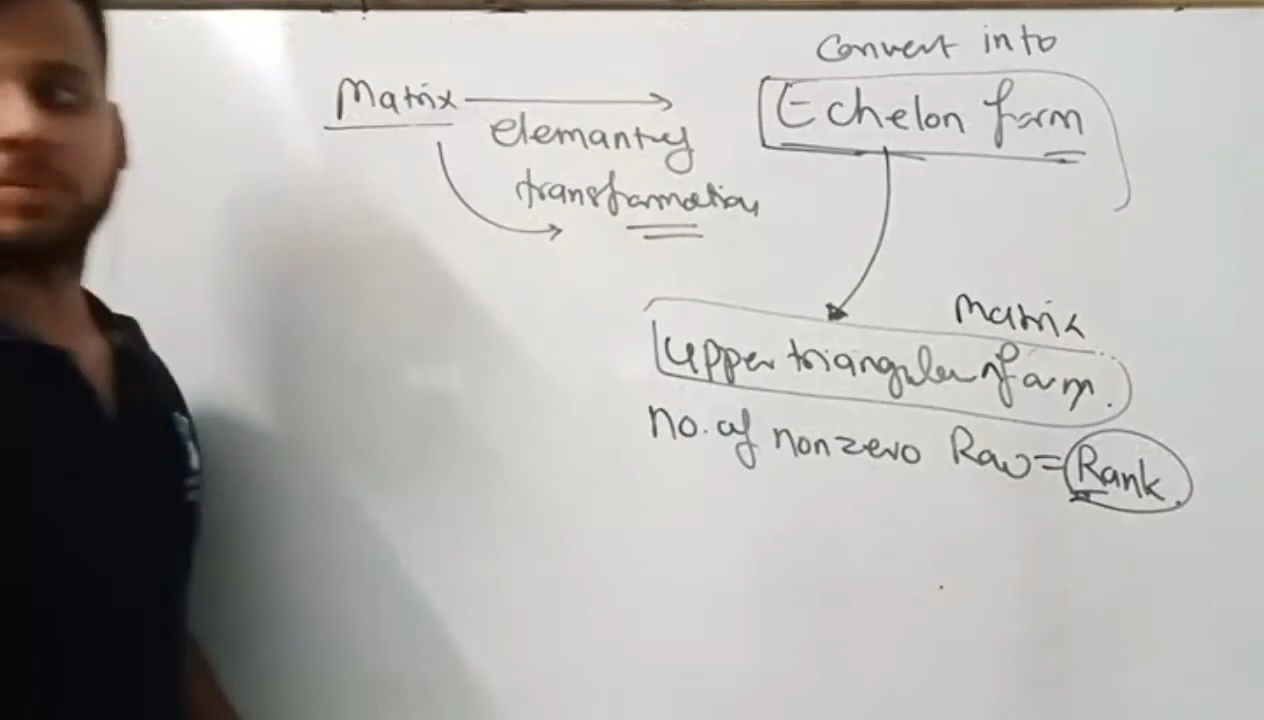 Convert into
Matrix Echelon form
elemantry
transformation
Matrix
Upper triangular form.
no. of nonzero Raw = Rank.